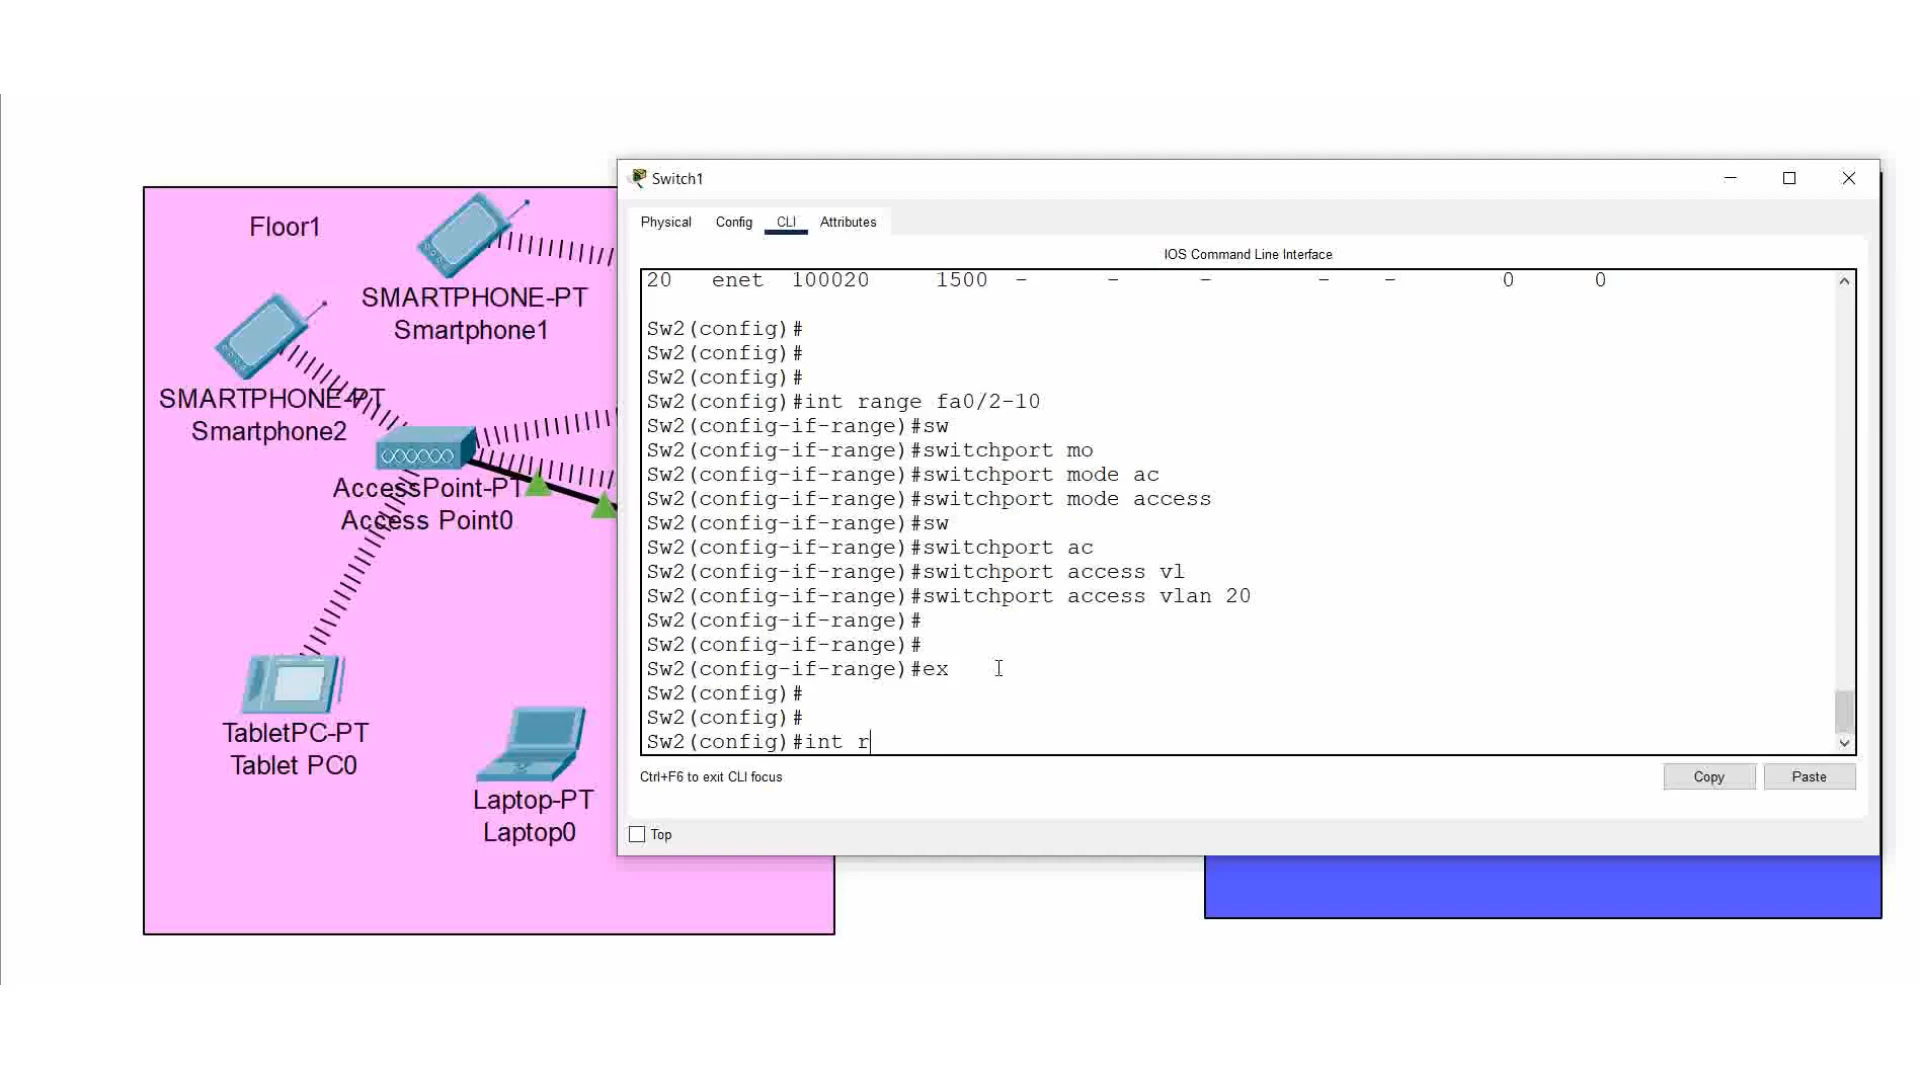 Floor1
SMARTPHONE-PT
Smartphone1
SMARTPHONE-PT
Smartphone2
AccessPoint-PT
Access Point0
TabletPC-PT
Tablet PC0
Laptop-PT
Laptop0
Switch1
Physical Config CLI Attributes
IOS Command Line Interface
20 enet 100020 1500 - - - - - 0 0
Sw2(config)#
Sw2(config)#
Sw2(config)#
Sw2(config)#int range fa0/2-10
Sw2(config-if-range)#sw
Sw2(config-if-range)#switchport mo
Sw2(config-if-range)#switchport mode ac
Sw2(config-if-range)#switchport mode access
Sw2(config-if-range)#sw
Sw2(config-if-range)#switchport ac
Sw2(config-if-range)#switchport access vl
Sw2(config-if-range)#switchport access vlan 20
Sw2(config-if-range)#
Sw2(config-if-range)#
Sw2(config-if-range)#ex
Sw2(config)#
Sw2(config)#
Sw2(config)#int r
Ctrl+F6 to exit CLI focus
Copy Paste
Top